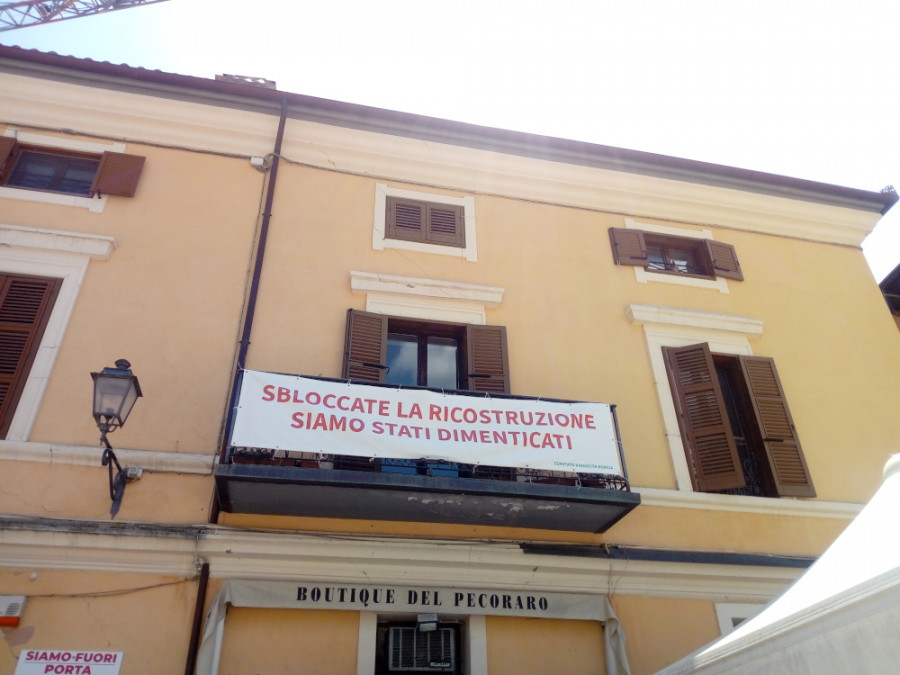 SBLOCCATE LA RICOSTRUZIONE
SIAMO STATI DIMENTICATI
BOUTIQUE DEL PECORARO
SIAMO FUORI
PORTA